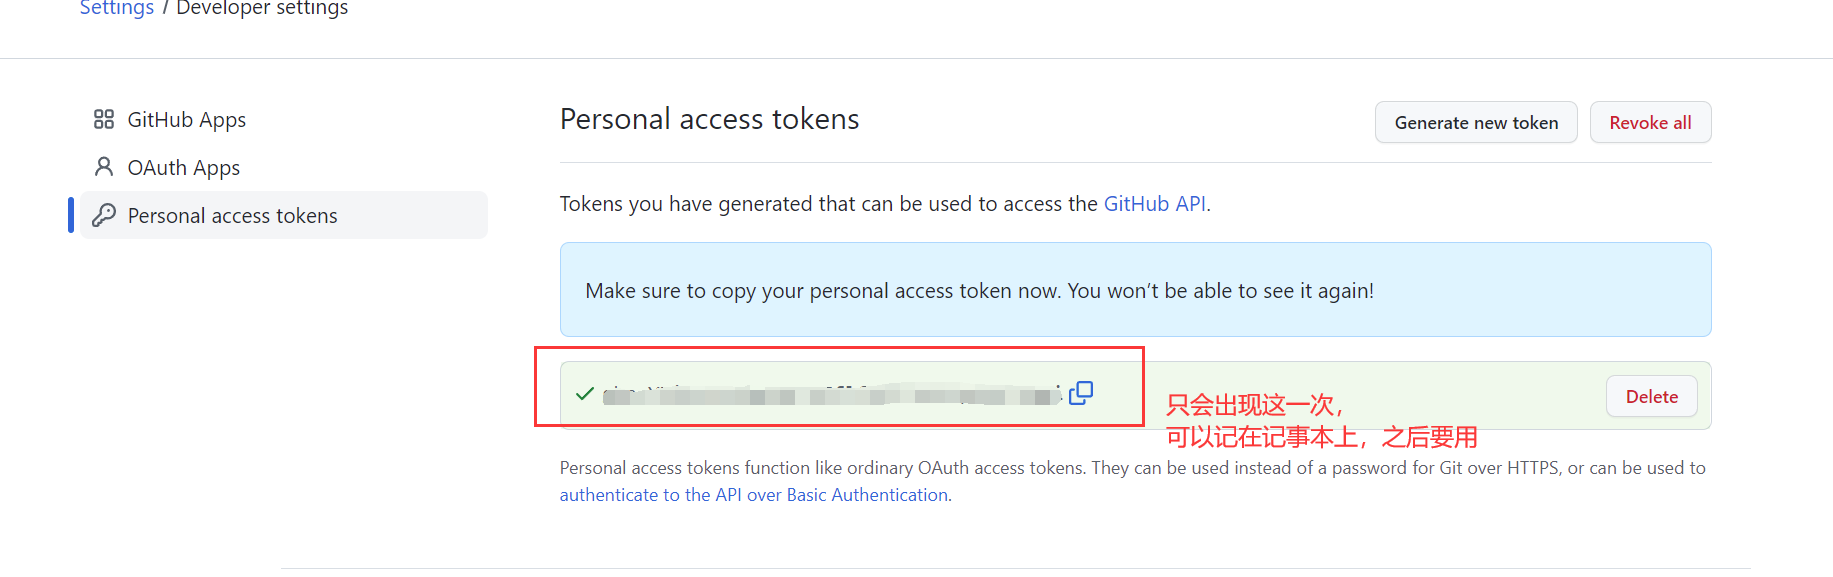 Settings / Developer settings
GitHub Apps
OAuth Apps
Personal access tokens
Personal access tokens
Generate new token
Revoke all
Tokens you have generated that can be used to access the GitHub API.
Make sure to copy your personal access token now. You won’t be able to see it again!
只会出现这一次，
可以记在记事本上，之后要用
Delete
Personal access tokens function like ordinary OAuth access tokens. They can be used instead of a password for Git over HTTPS, or can be used to
authenticate to the API over Basic Authentication.